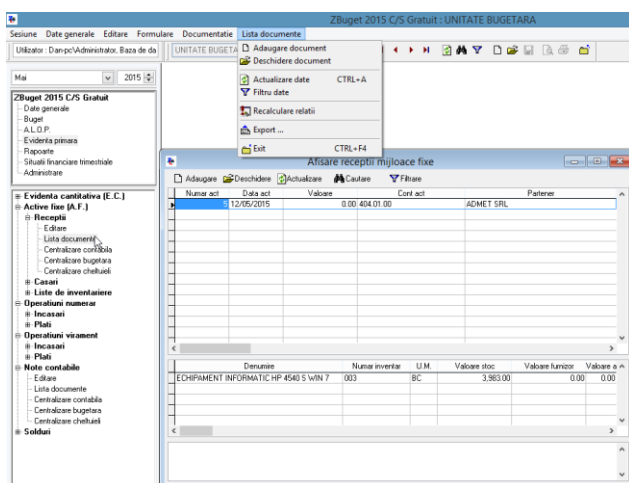 ZBuget 2015 C/S Gratuit : UNITATE BUGETARA
Sesiune Date generale Editare Formulare Documentatie Lista documente
Utilizator : Dan-pc\Administrator, Baza de da
UNITATE BUGETA
Adaugare document
Deschidere document
Actualizare date CTRL+A
Filtru date
Recalculare relatii
Export ...
Exit CTRL+F4
Mai 2015
ZBuget 2015 C/S Gratuit
Date generale
Buget
A.L.O.P.
Evidenta primara
Rapoarte
Situatii financiare trimestriale
Administrare
Evidenta cantitativa (E.C.)
Active fixe (A.F.)
Receptii
Editare
Lista documente
Centralizare contabila
Centralizare bugetara
Centralizare cheltuieli
Casari
Liste de inventariere
Operatiuni numerar
Incasari
Plati
Operatiuni virament
Incasari
Plati
Note contabile
Editare
Lista documente
Centralizare contabila
Centralizare bugetara
Centralizare cheltuieli
Solduri
Afisare receptii mijloace fixe
Adaugare Deschidere Actualizare Cautare Filtrare
Numar act Data act Valoare Cont act Partener
5 12/05/2015 0.00 404.01.00 ADMET SRL
Denumire Numar inventar U.M. Valoare stoc Valoare furnizor Valoare a
ECHIPAMENT INFORMATIC HP 4540 S WIN 7 003 BC 3,983.00 0.00 0.00